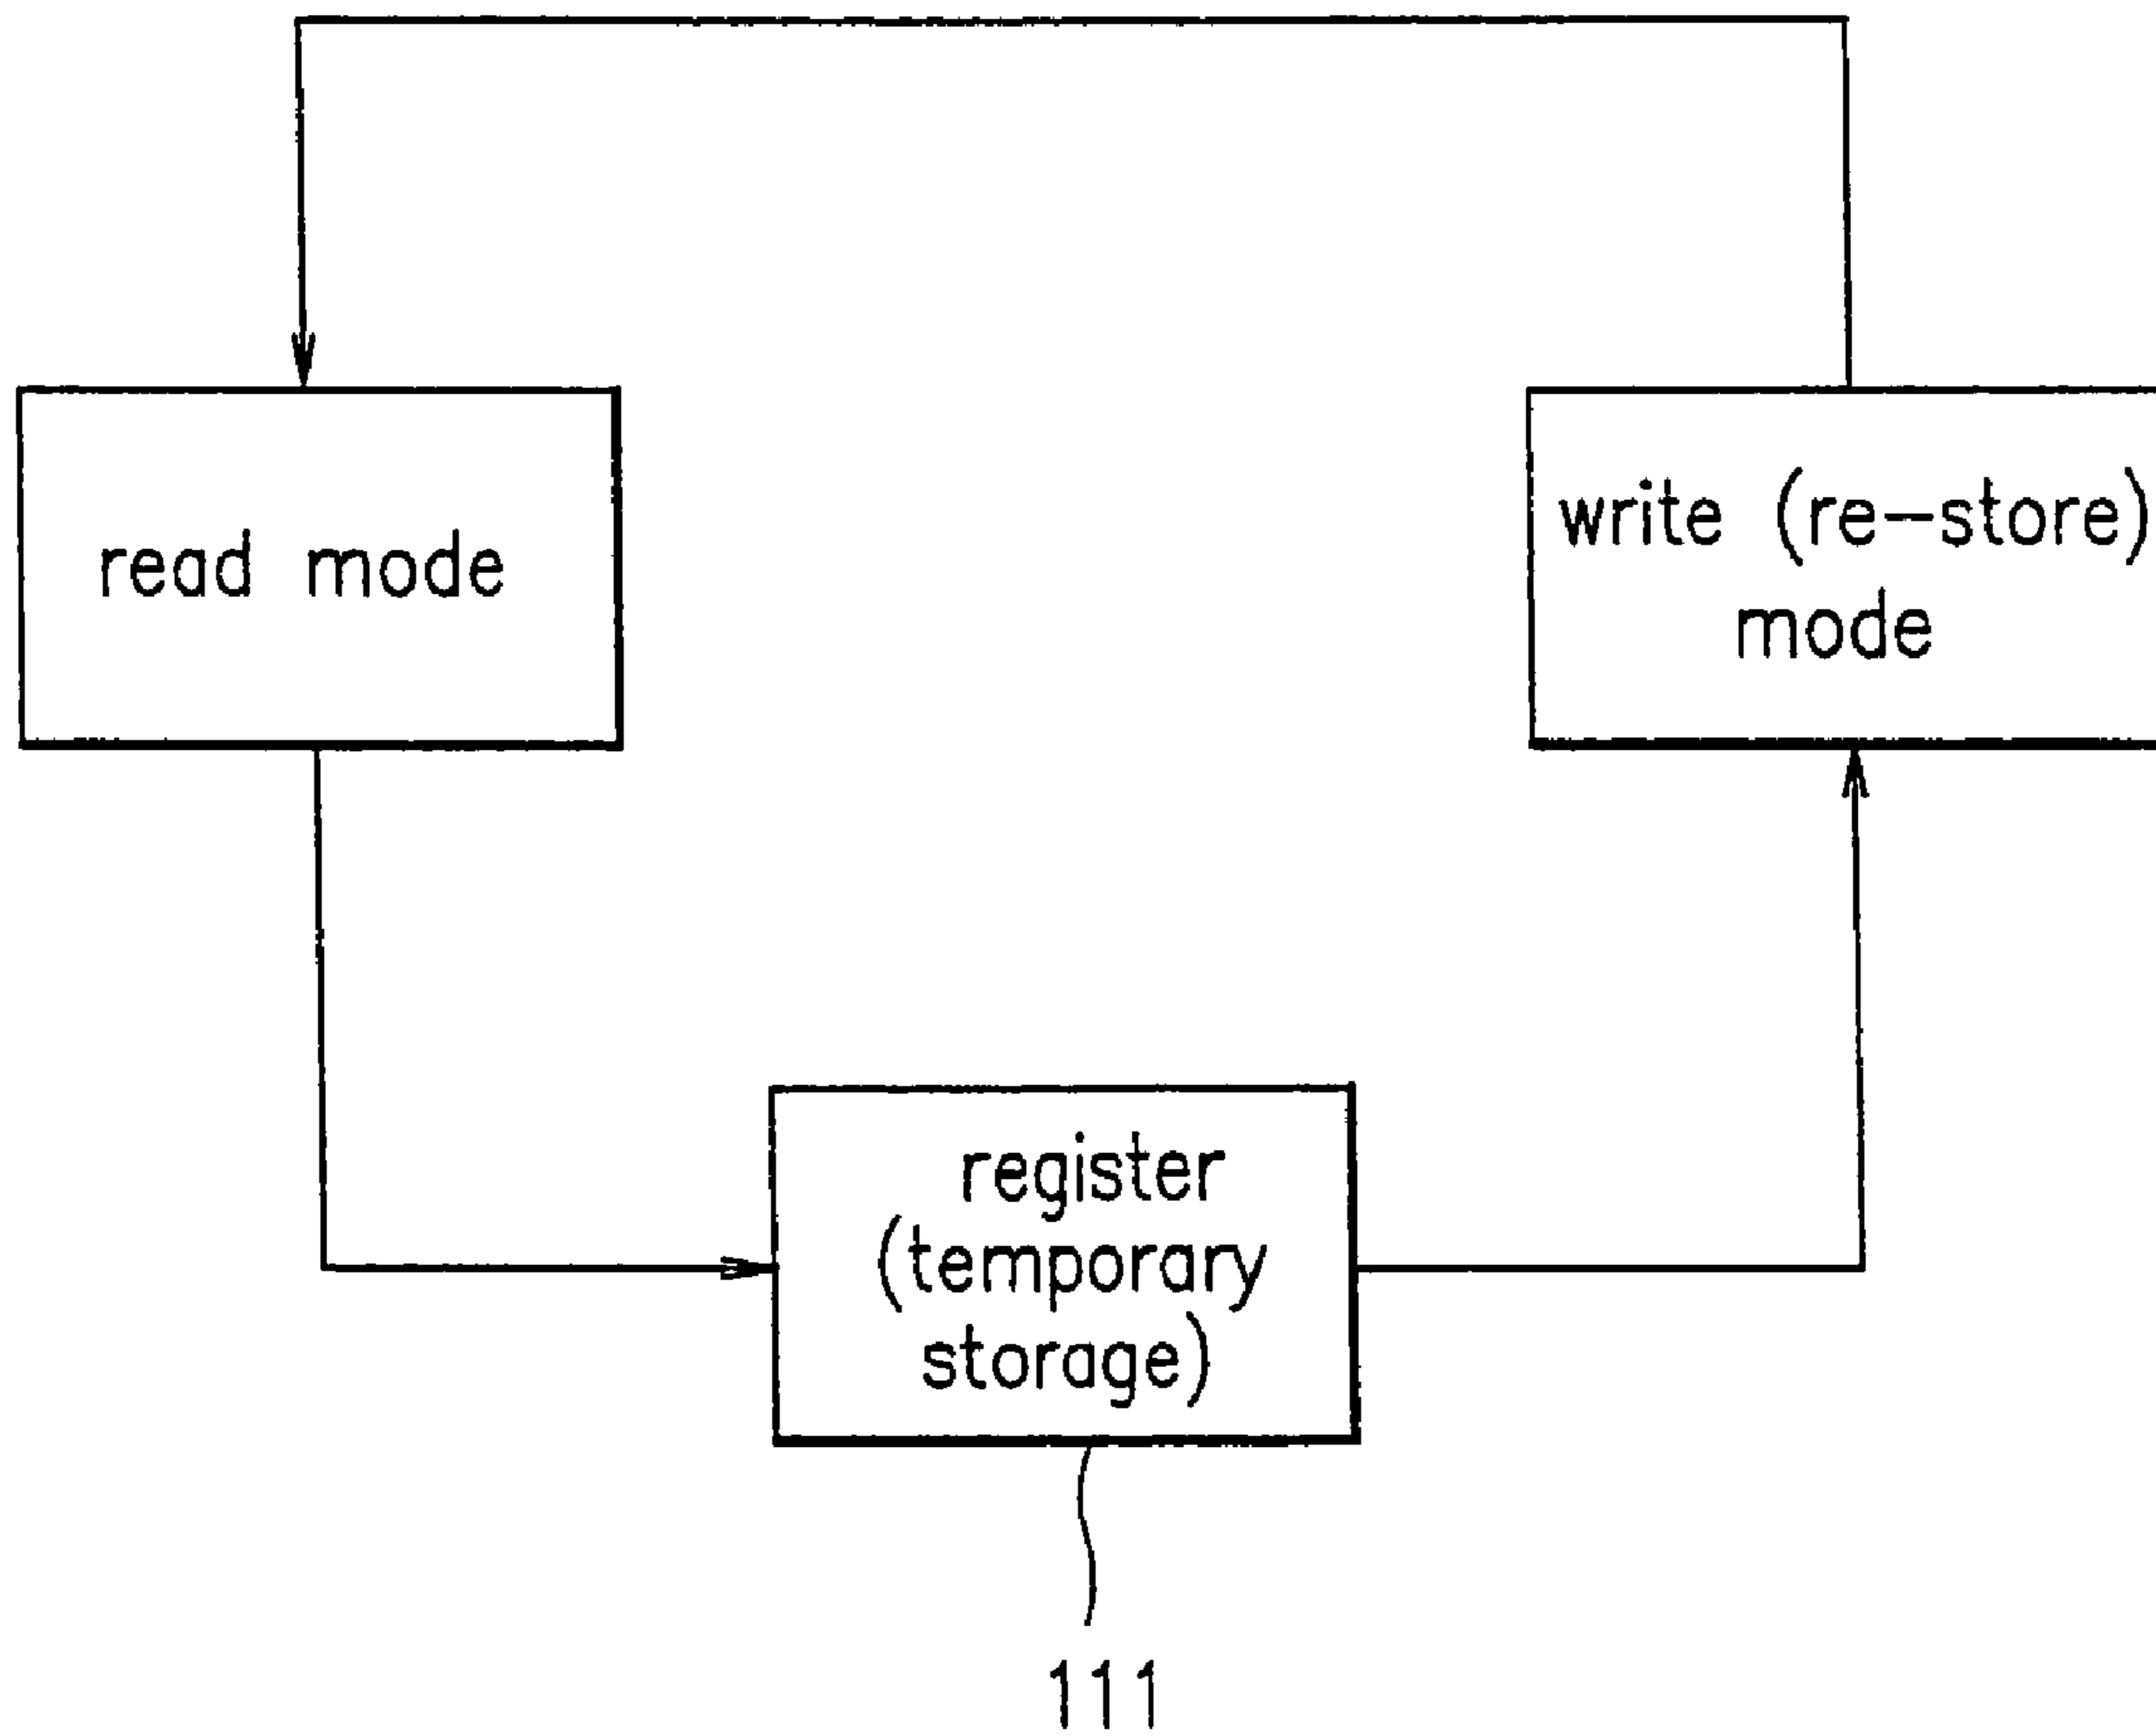 read mode
write (re-store)
mode
register
(temporary
storage)
111